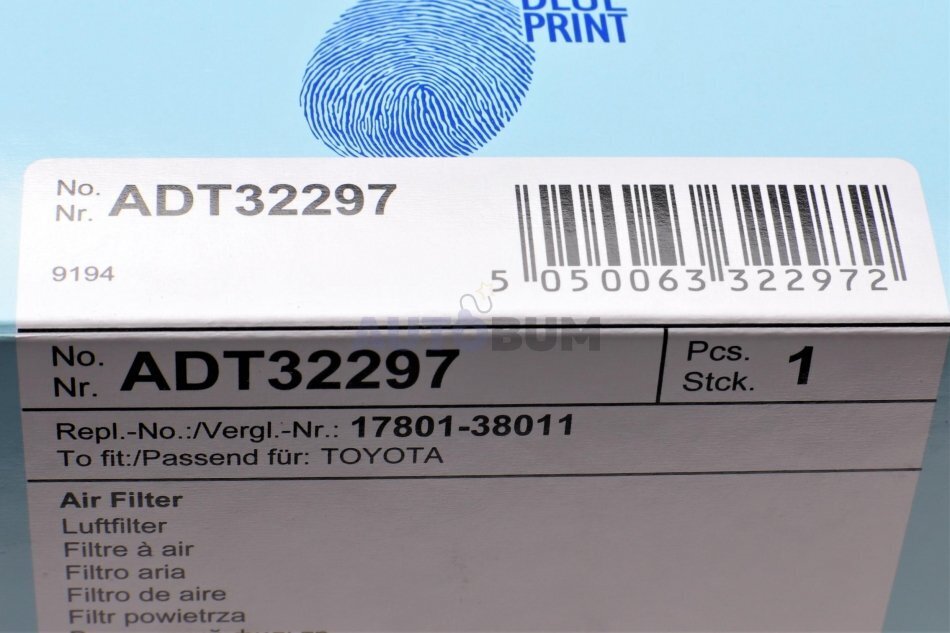 BLUE
PRINT
No.
Nr. ADT32297
9194
5 050063 322972
AUTOBUM
No.
Nr. ADT32297
Pcs.
Stck. 1
Repl.-No.:/Vergl.-Nr.: 17801-38011
To fit:/Passend für: TOYOTA
Air Filter
Luftfilter
Filtre à air
Filtro aria
Filtro de aire
Filtr powietrza